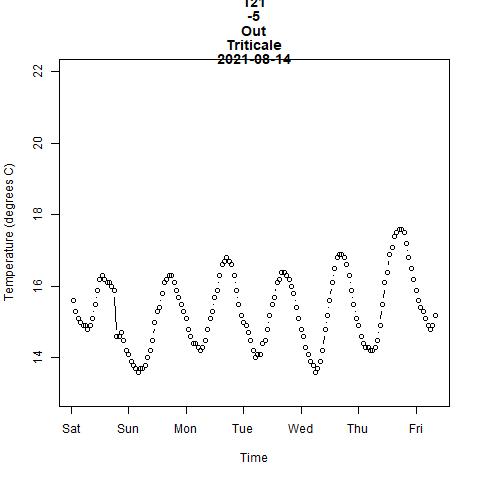 121
-5
Out
Triticale
2021-08-14
22
20
18
16
14
Temperature (degrees C)
Sat Sun Mon Tue Wed Thu Fri
Time